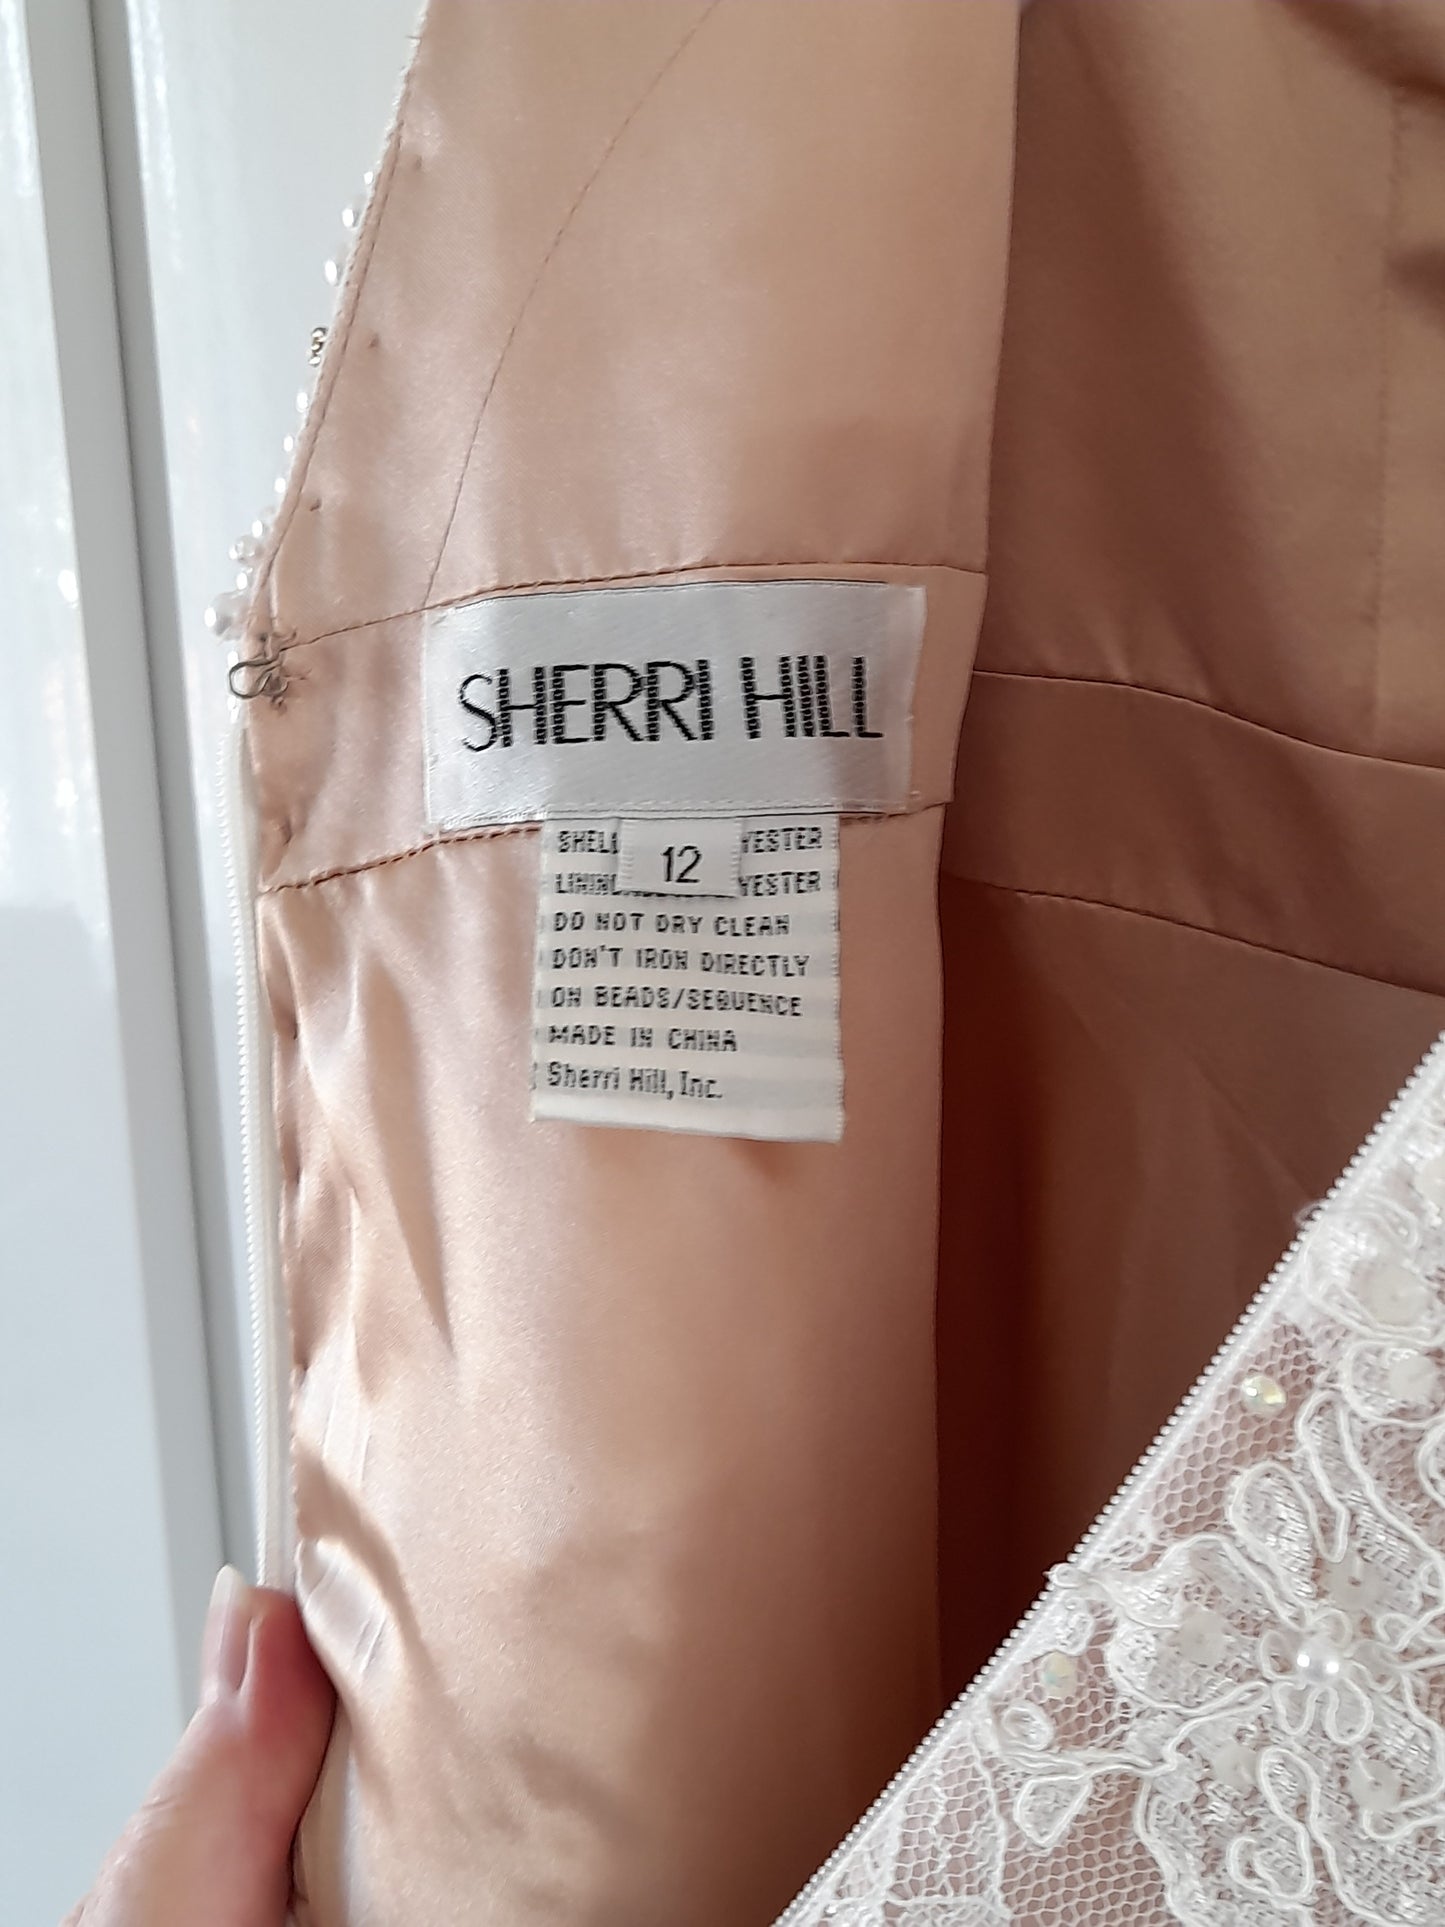 SHERRI HILL
12
DO NOT DRY CLEAN
DON'T IRON DIRECTLY
ON BEADS/SEQUENCE
MADE IN CHINA
Sherri Hill, Inc.